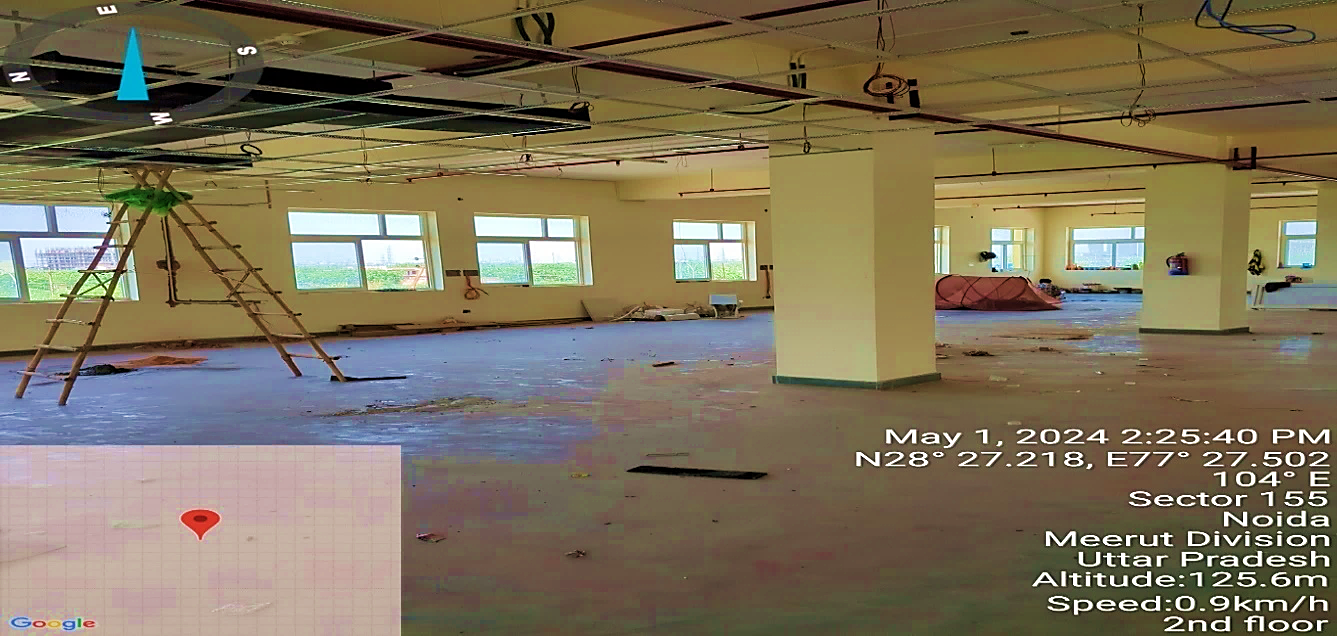 E
S
N
W
May 1, 2024 2:25:40 PM
N28° 27.218, E77° 27.502
104° E
Sector 155
Noida
Meerut Division
Uttar Pradesh
Altitude:125.6m
Speed:0.9km/h
2nd floor
Google